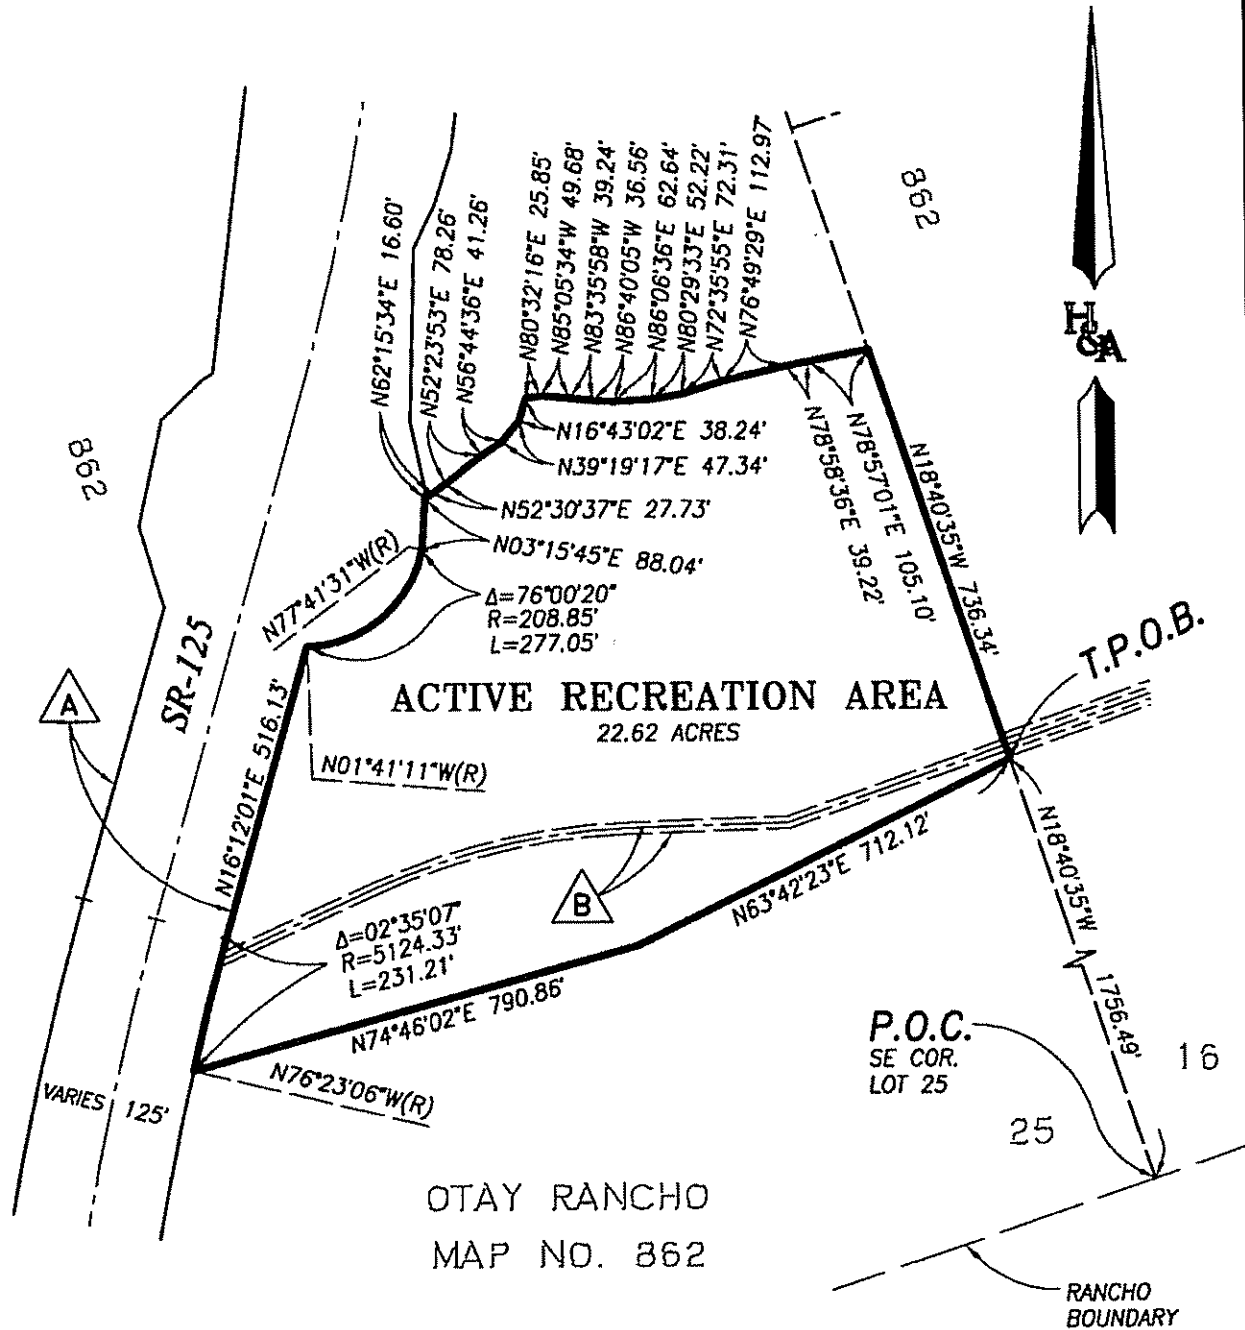 862
862
H&A
N62°15'34"E 16.60'
N52°23'53"E 78.26'
N56°44'36"E 41.26'
N80°32'16"E 25.85'
N85°05'34"W 49.68'
N83°35'58"W 39.24'
N86°40'05"W 36.56'
N86°06'36"E 62.64'
N80°29'33"E 52.22'
N72°35'55"E 72.31'
N76°49'29"E 112.97'
N16°43'02"E 38.24'
N39°19'17"E 47.34'
N52°30'37"E 27.73'
N03°15'45"E 88.04'
N78°58'36"E 39.22'
N78°57'01"E 105.10'
N18°40'35"W 736.34'
N77°41'31"W(R)
Δ=76°00'20"
R=208.85'
L=277.05'
SR-125
A
T.P.O.B.
ACTIVE RECREATION AREA
22.62 ACRES
N16°12'01"E 516.13'
N01°41'11"W(R)
B
N63°42'23"E 712.12'
N18°40'35"W 1756.49'
Δ=02°35'07"
R=5124.33'
L=231.21'
N74°46'02"E 790.86'
N76°23'06"W(R)
VARIES 125'
P.O.C.
SE COR.
LOT 25
16
25
OTAY RANCHO
MAP NO. 862
RANCHO
BOUNDARY